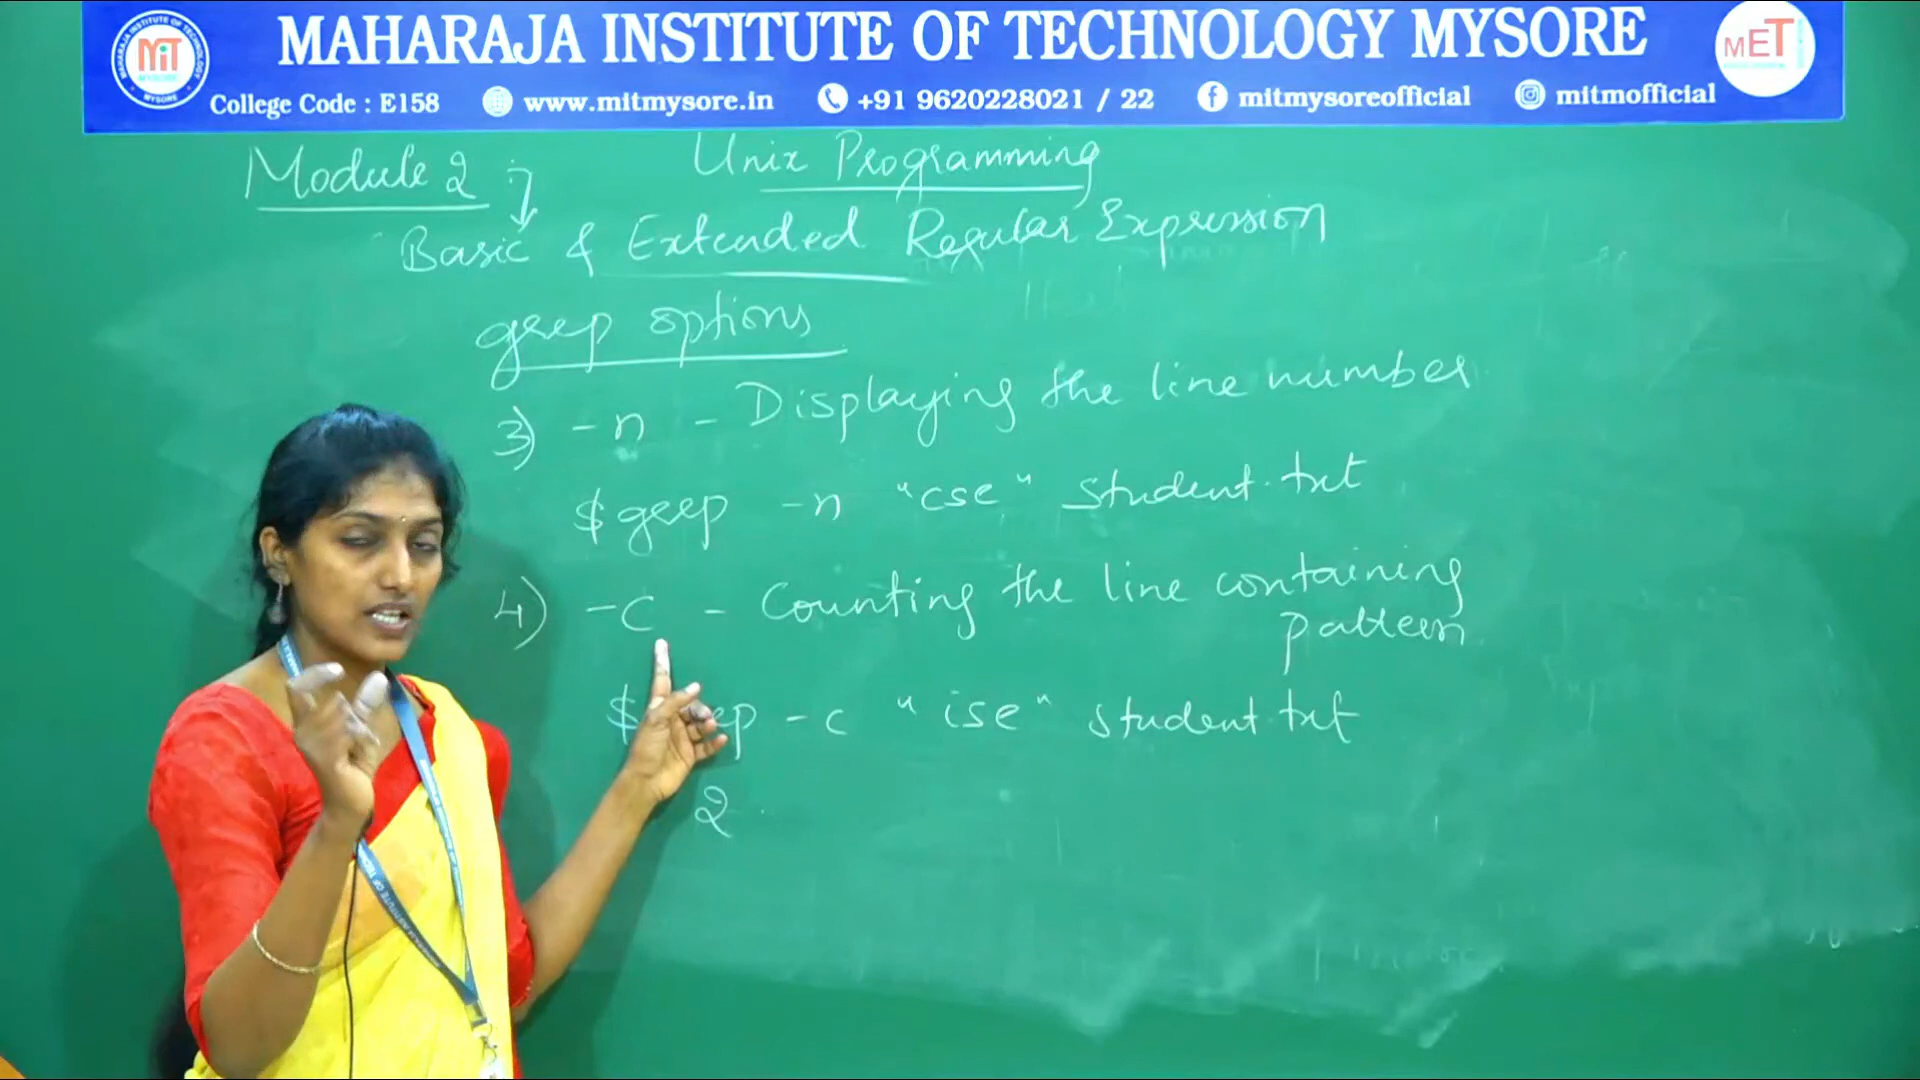 MAHARAJA INSTITUTE OF TECHNOLOGY MYSORE
MIT
MYSORE
MET
College Code : E158 www.mitmysore.in +91 9620228021 / 22 mitmysoreofficial mitmofficial
Module 2 :- Unix Programming
Basic & Extended Regular Expression
grep options
3) -n - Displaying the line number
$ grep -n "cse" student.txt
4) -c - Counting the line containing
pattern
$ ep -c "ise" student.txt
2